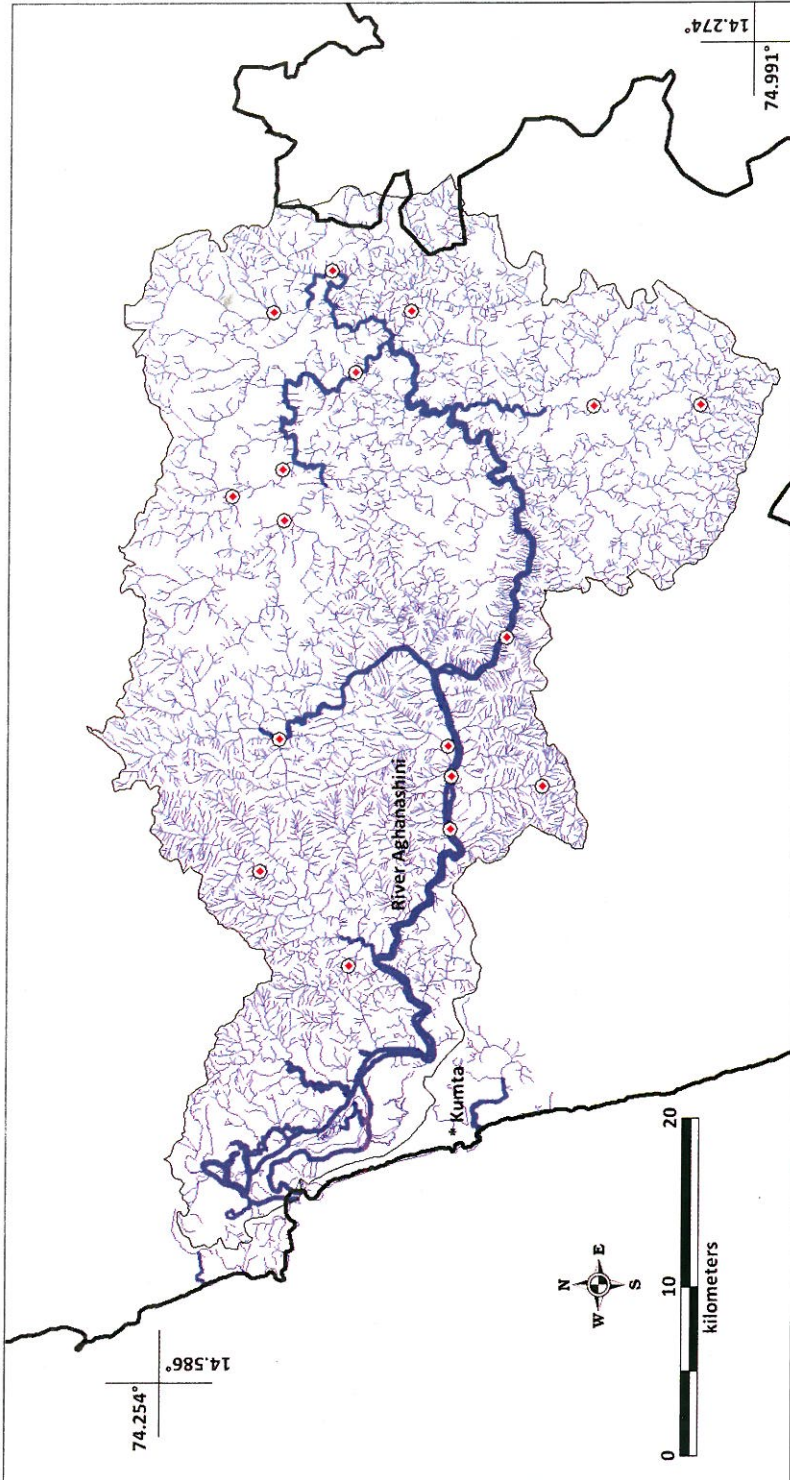 74.254°
14.586°
River Aghanashini
* Kumta
N
W E
S
0 10 20
kilometers
14.274°
74.991°